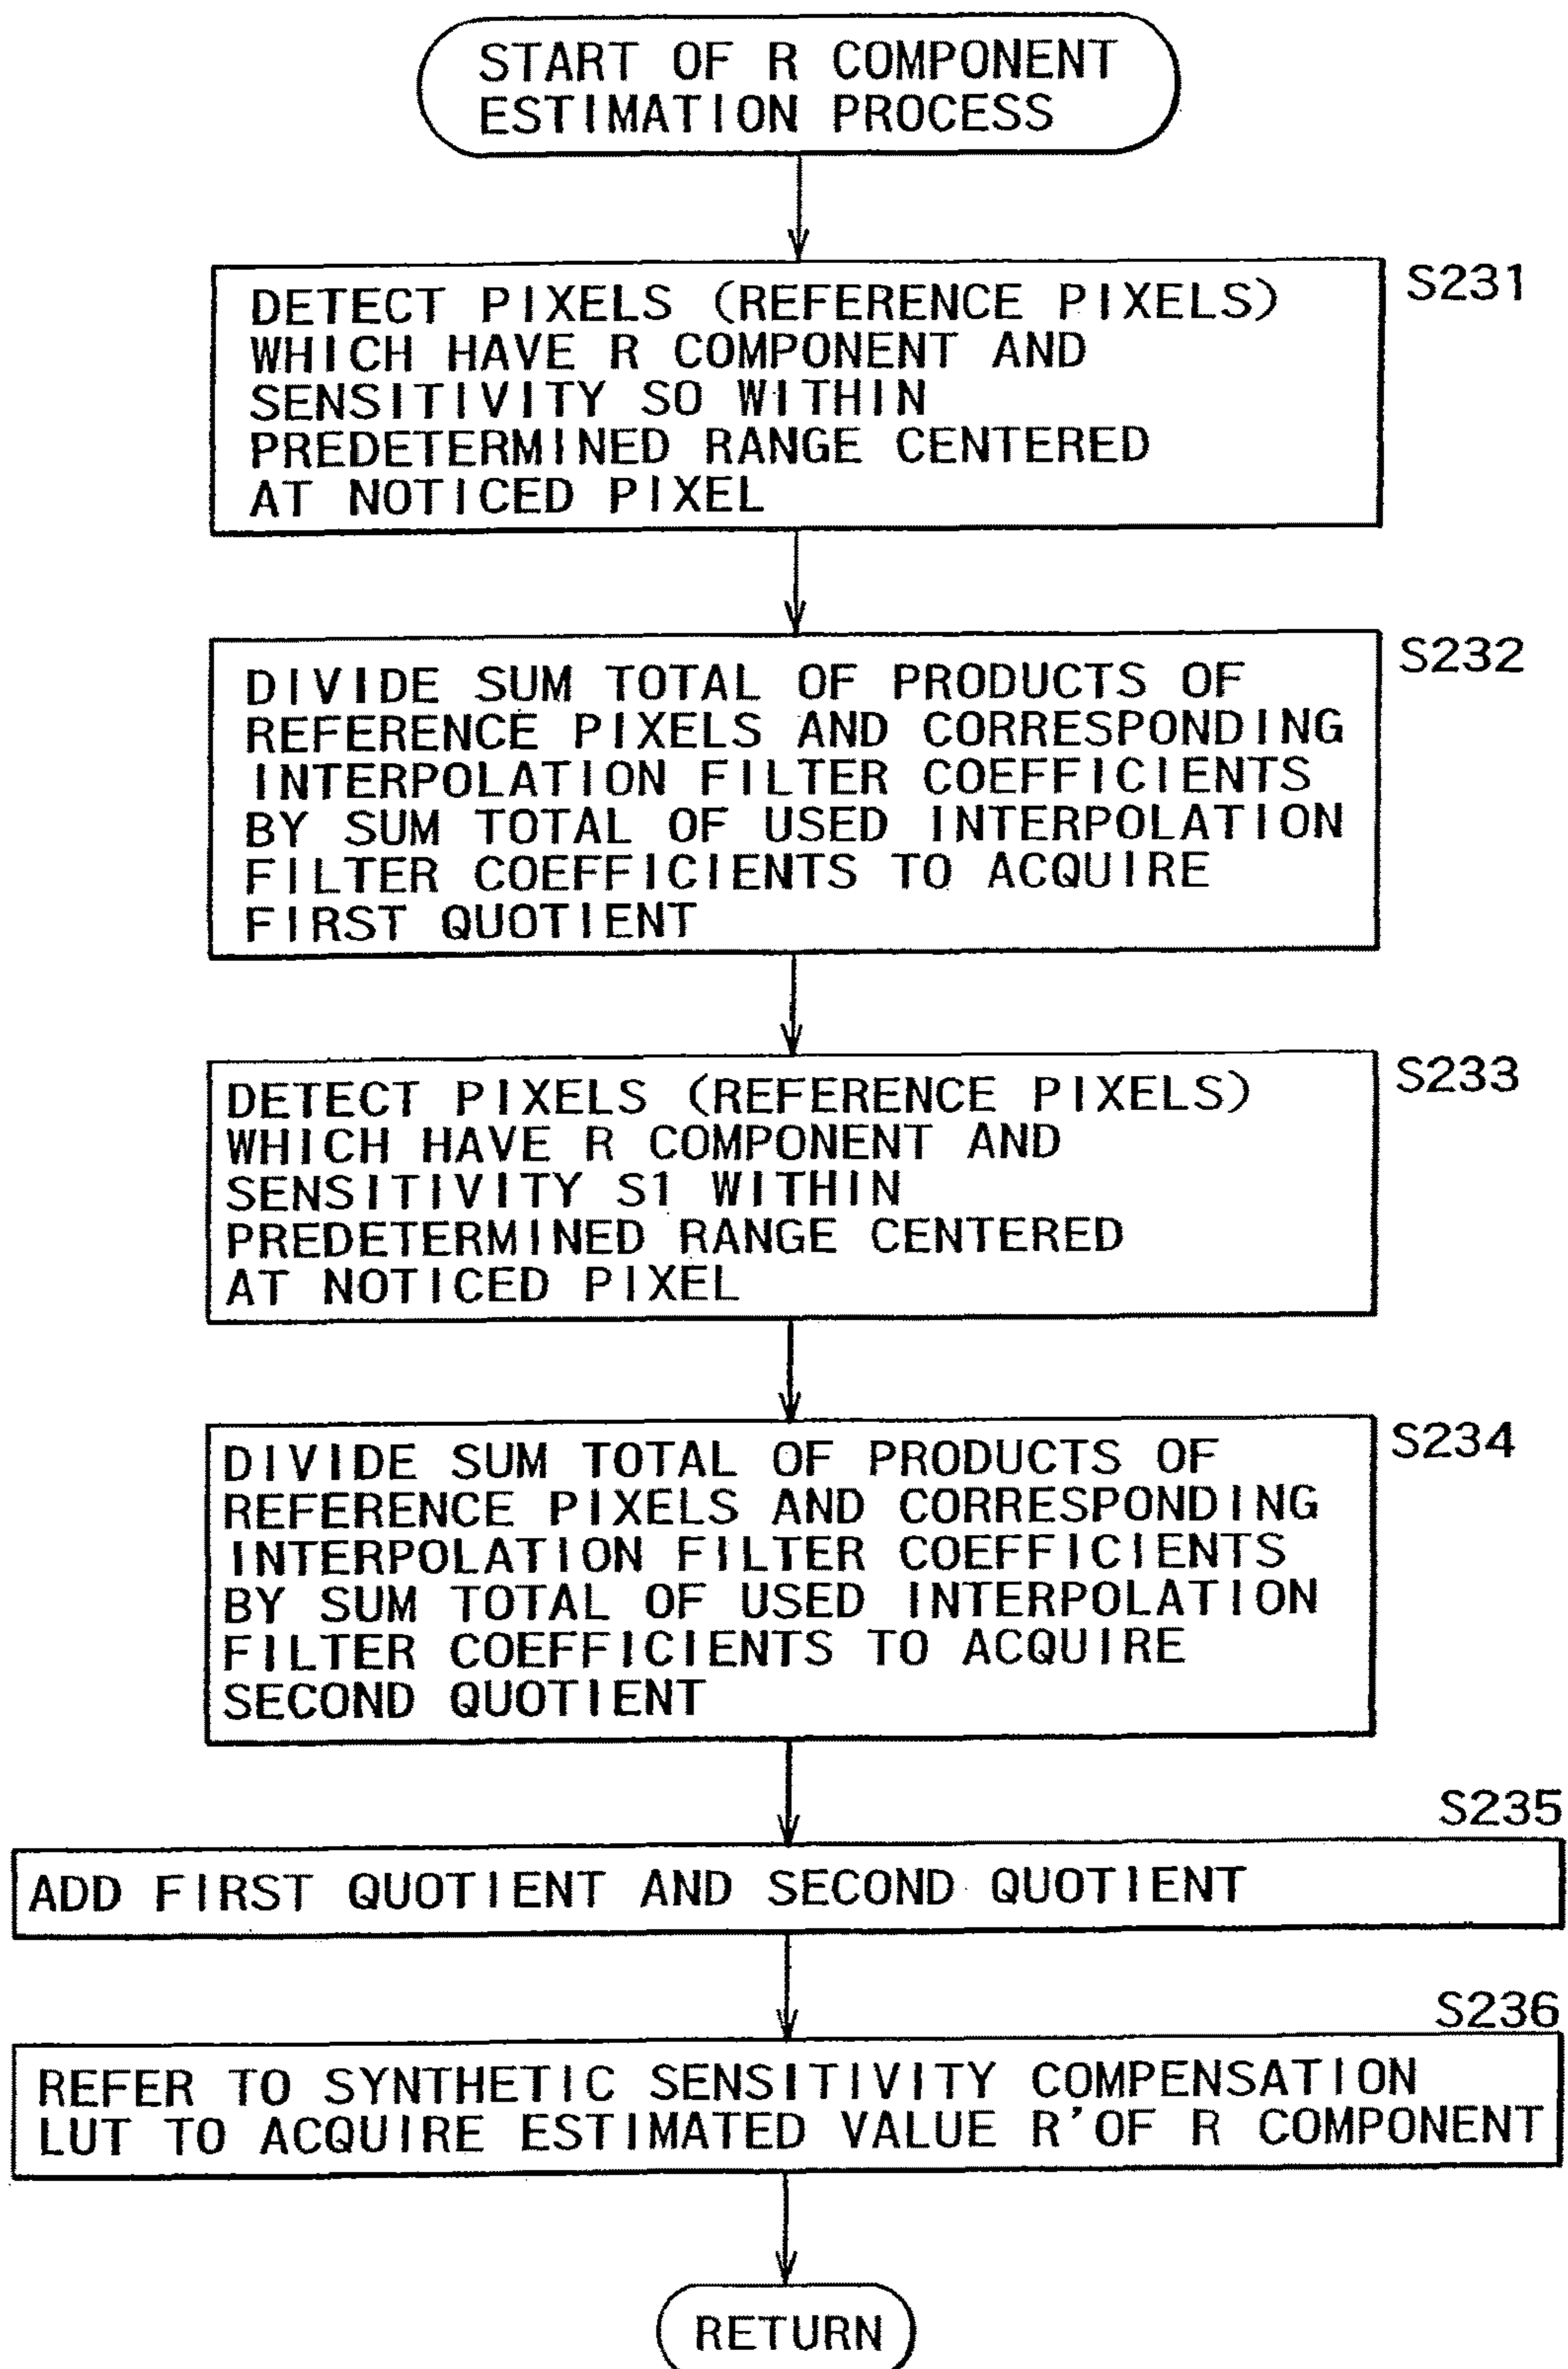 START OF R COMPONENT
ESTIMATION PROCESS
S231
DETECT PIXELS (REFERENCE PIXELS)
WHICH HAVE R COMPONENT AND
SENSITIVITY S0 WITHIN
PREDETERMINED RANGE CENTERED
AT NOTICED PIXEL
S232
DIVIDE SUM TOTAL OF PRODUCTS OF
REFERENCE PIXELS AND CORRESPONDING
INTERPOLATION FILTER COEFFICIENTS
BY SUM TOTAL OF USED INTERPOLATION
FILTER COEFFICIENTS TO ACQUIRE
FIRST QUOTIENT
S233
DETECT PIXELS (REFERENCE PIXELS)
WHICH HAVE R COMPONENT AND
SENSITIVITY S1 WITHIN
PREDETERMINED RANGE CENTERED
AT NOTICED PIXEL
S234
DIVIDE SUM TOTAL OF PRODUCTS OF
REFERENCE PIXELS AND CORRESPONDING
INTERPOLATION FILTER COEFFICIENTS
BY SUM TOTAL OF USED INTERPOLATION
FILTER COEFFICIENTS TO ACQUIRE
SECOND QUOTIENT
S235
ADD FIRST QUOTIENT AND SECOND QUOTIENT
S236
REFER TO SYNTHETIC SENSITIVITY COMPENSATION
LUT TO ACQUIRE ESTIMATED VALUE R'OF R COMPONENT
RETURN